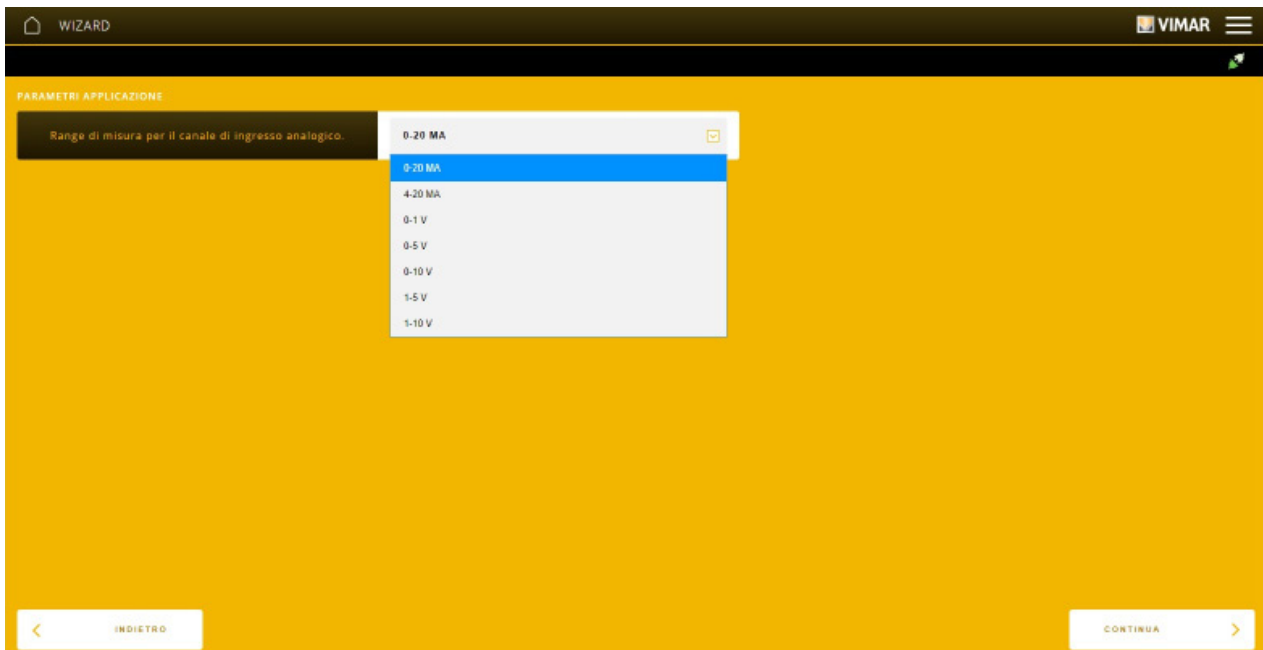 WIZARD
VIMAR
PARAMETRI APPLICAZIONE
Range di misura per il canale di ingresso analogico.
0-20 MA
0-20 MA
4-20 MA
0-1 V
0-5 V
0-10 V
1-5 V
1-10 V
INDIETRO
CONTINUA